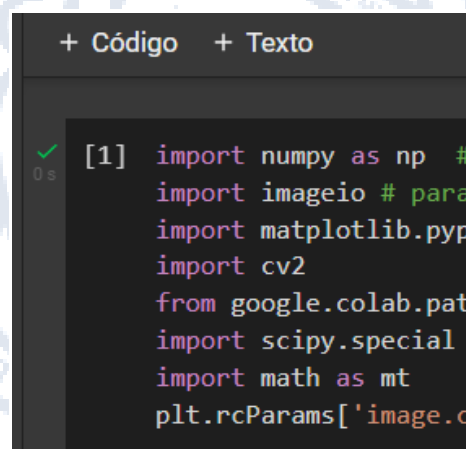 + Código + Texto
0 s
[1] import numpy as np #
import imageio # para
import matplotlib.pyp
import cv2
from google.colab.pat
import scipy.special
import math as mt
plt.rcParams['image.c